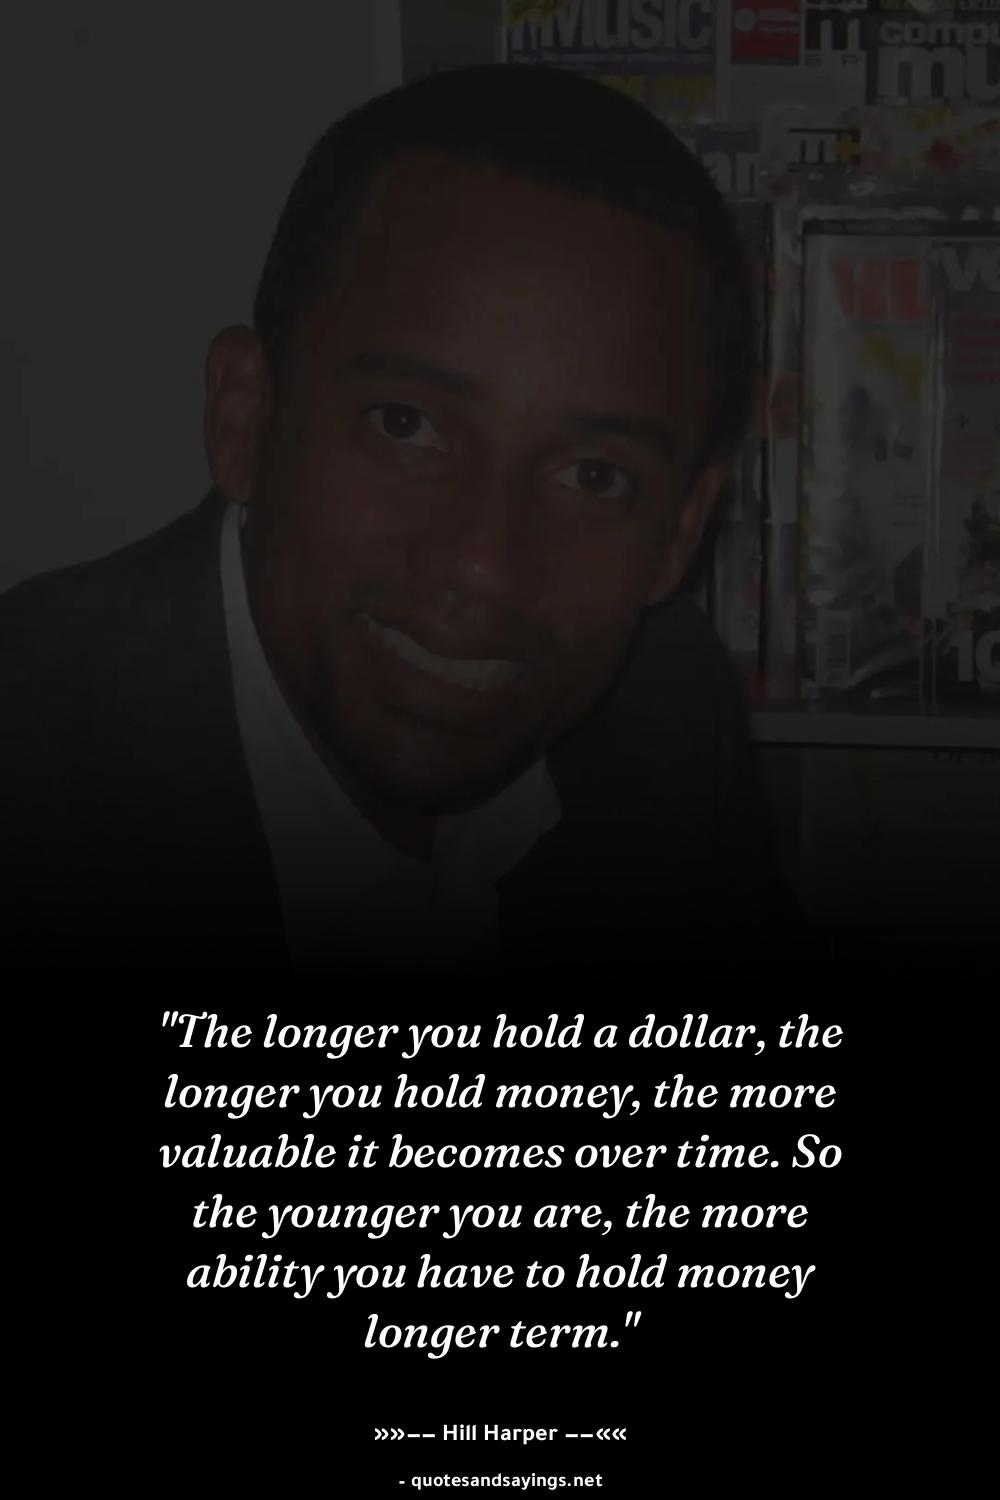 Music
"The longer you hold a dollar, the
longer you hold money, the more
valuable it becomes over time. So
the younger you are, the more
ability you have to hold money
longer term."
»»–– Hill Harper ––««
- quotesandsayings.net